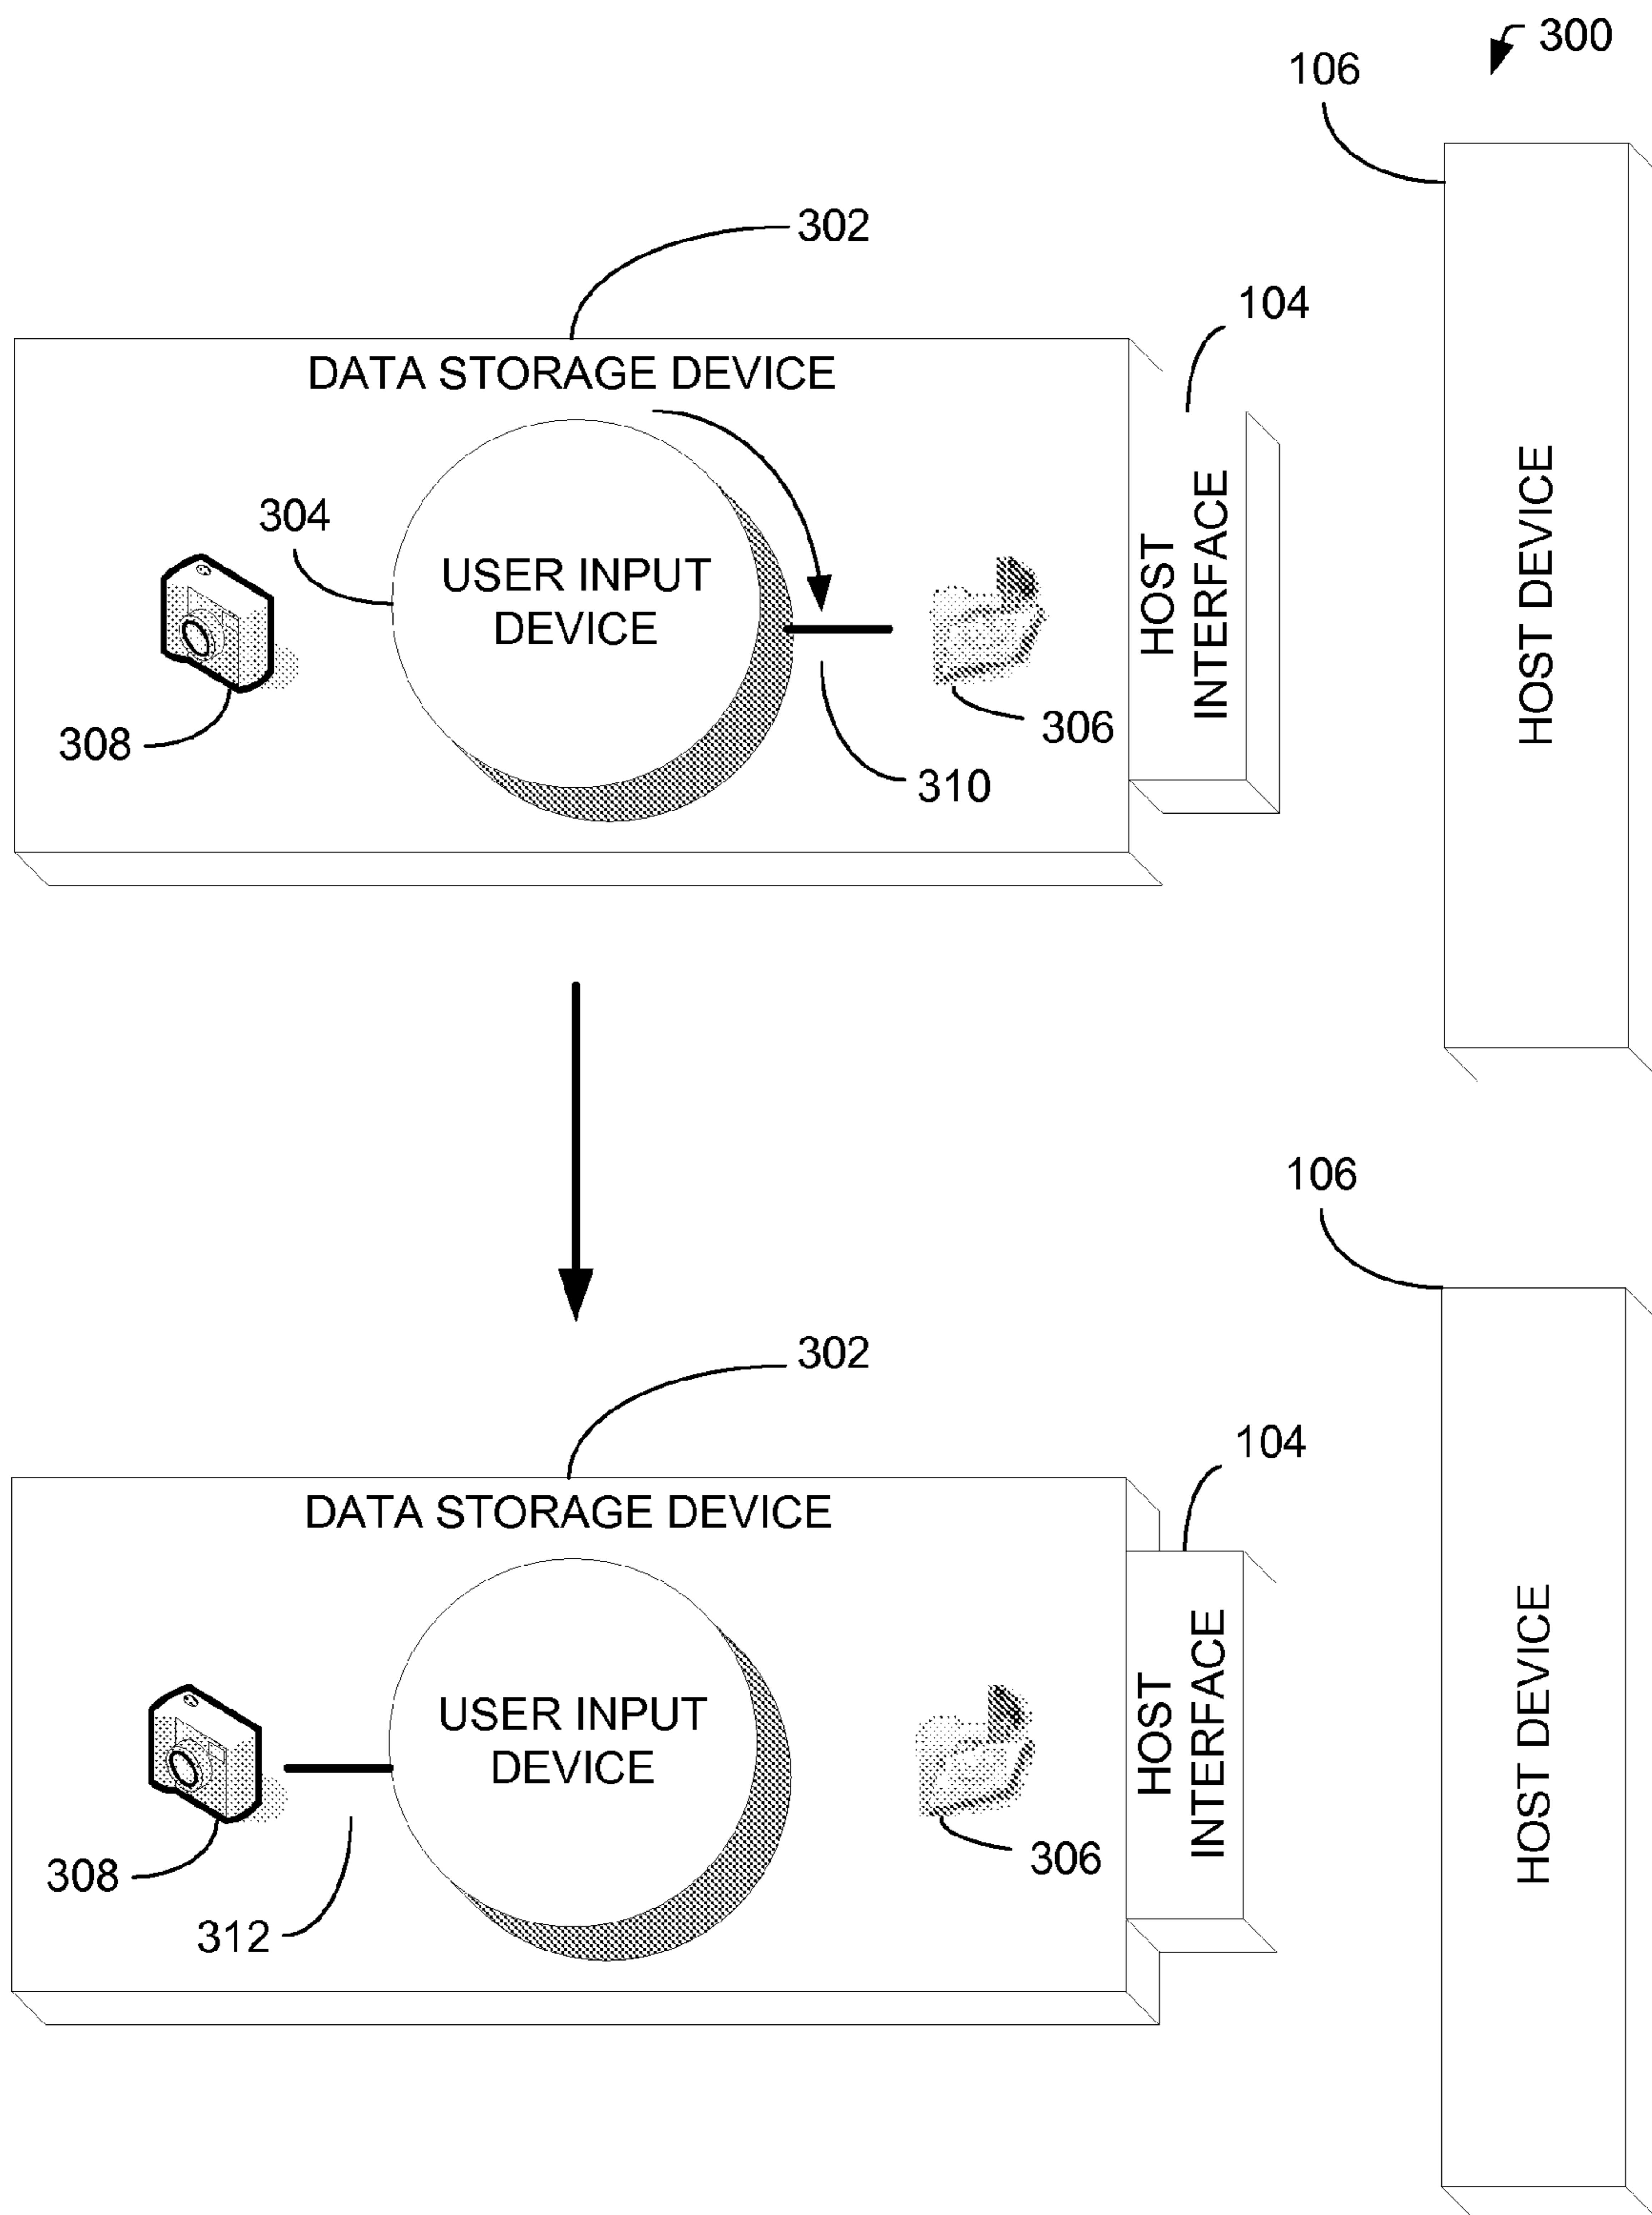 300
106
302
104
DATA STORAGE DEVICE
304
USER INPUT
DEVICE
HOST
INTERFACE
HOST DEVICE
308
306
310
106
302
104
DATA STORAGE DEVICE
USER INPUT
DEVICE
HOST
INTERFACE
HOST DEVICE
308
306
312